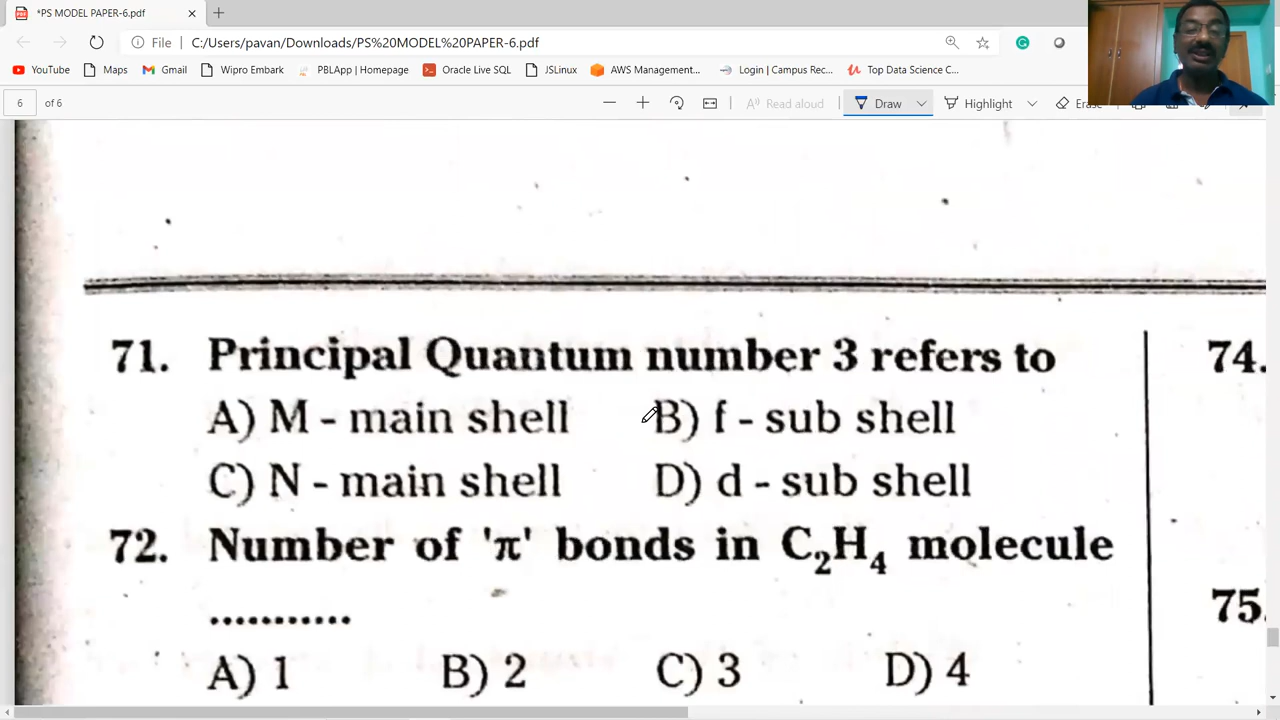 *PS MODEL PAPER-6.pdf
File C:/Users/pavan/Downloads/PS%20MODEL%20PAPER-6.pdf
YouTube Maps Gmail Wipro Embark PBLApp | Homepage Oracle Live SQL JSLinux AWS Management... Login | Campus Rec... Top Data Science C...
6 of 6 Read aloud Draw Highlight
71. Principal Quantum number 3 refers to
A) M - main shell B) f - sub shell
C) N - main shell D) d - sub shell
72. Number of 'π' bonds in C₂H₄ molecule
...........
A) 1 B) 2 C) 3 D) 4
74.
75.